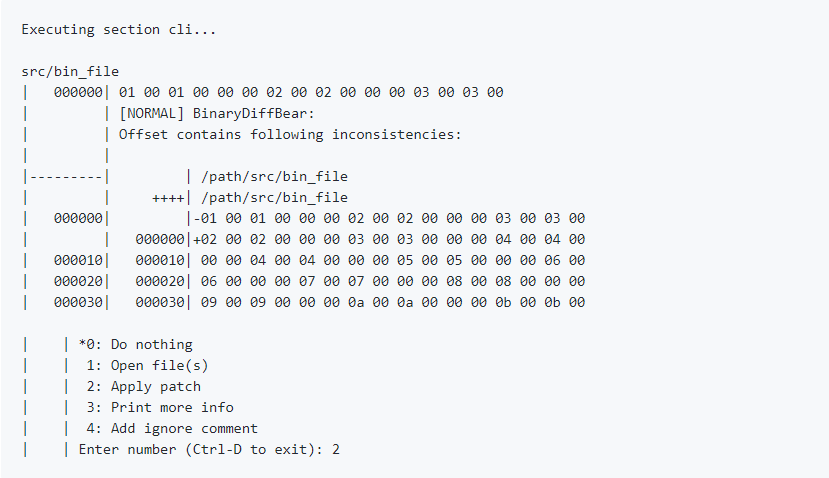 Executing section cli...
src/bin_file
|   000000| 01 00 01 00 00 00 02 00 02 00 00 00 03 00 03 00
|         | [NORMAL] BinaryDiffBear:
|         | Offset contains following inconsistencies:
|         |
|---------|         | /path/src/bin_file
|         |     ++++| /path/src/bin_file
|   000000|         |-01 00 01 00 00 00 02 00 02 00 00 00 03 00 03 00
|         |   000000|+02 00 02 00 00 00 03 00 03 00 00 00 04 00 04 00
|   000010|   000010| 00 00 04 00 04 00 00 00 05 00 05 00 00 00 06 00
|   000020|   000020| 06 00 00 00 07 00 07 00 00 00 08 00 08 00 00 00
|   000030|   000030| 09 00 09 00 00 00 0a 00 0a 00 00 00 0b 00 0b 00
|    | *0: Do nothing
|    |  1: Open file(s)
|    |  2: Apply patch
|    |  3: Print more info
|    |  4: Add ignore comment
|    | Enter number (Ctrl-D to exit): 2